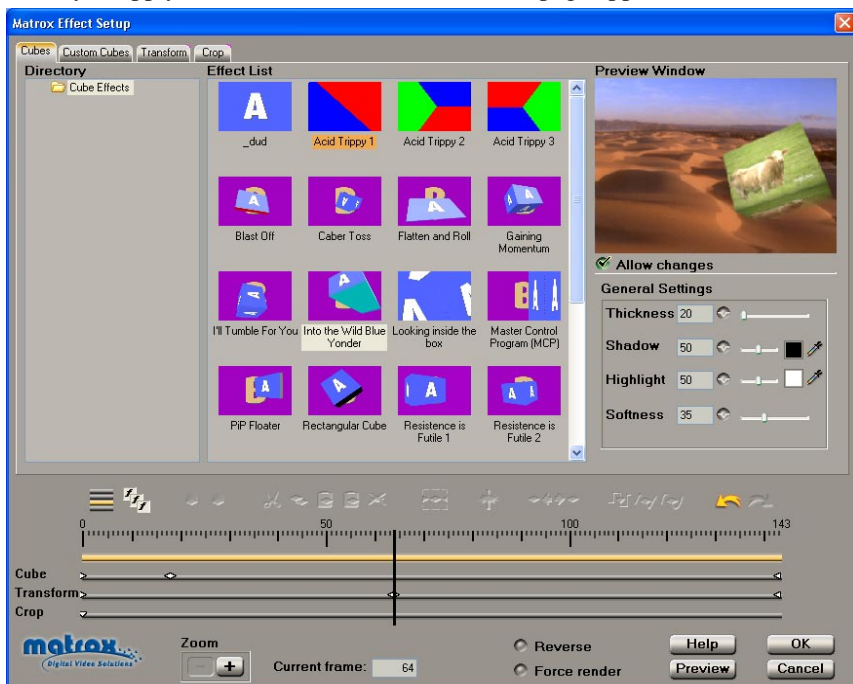 Matrox Effect Setup
Cubes Custom Cubes Transform Crop
Directory
Cube Effects
Effect List
A
_dud
Acid Trippy 1
Acid Trippy 2
Acid Trippy 3
Blast Off
Caber Toss
Flatten and Roll
Gaining
Momentum
I'll Tumble For You
Into the Wild Blue
Yonder
Looking inside the
box
Master Control
Program (MCP)
PiP Floater
Rectangular Cube
Resistence is
Futile 1
Resistence is
Futile 2
Preview Window
Allow changes
General Settings
Thickness 20
Shadow 50
Highlight 50
Softness 35
0 50 100 143
Cube
Transform
Crop
matrox
Digital Video Solutions
Zoom
Current frame: 64
Reverse
Force render
Help OK
Preview Cancel